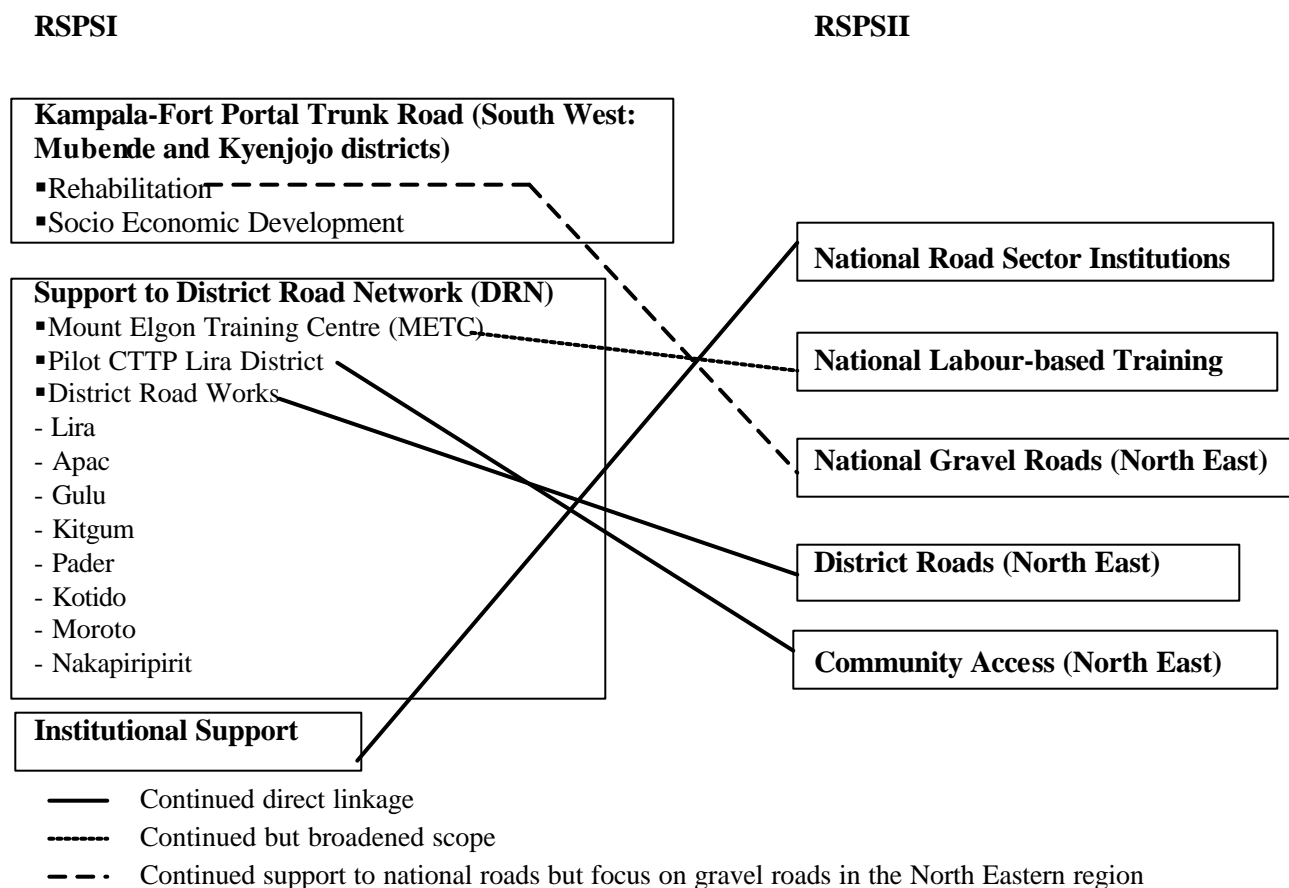 RSPSI
RSPSII
Kampala-Fort Portal Trunk Road (South West:
Mubende and Kyenjojo districts)
▪Rehabilitation
▪Socio Economic Development
Support to District Road Network (DRN)
▪Mount Elgon Training Centre (METC)
▪Pilot CTTP Lira District
▪District Road Works
- Lira
- Apac
- Gulu
- Kitgum
- Pader
- Kotido
- Moroto
- Nakapiripirit
Institutional Support
National Road Sector Institutions
National Labour-based Training
National Gravel Roads (North East)
District Roads (North East)
Community Access (North East)
Continued direct linkage
Continued but broadened scope
Continued support to national roads but focus on gravel roads in the North Eastern region